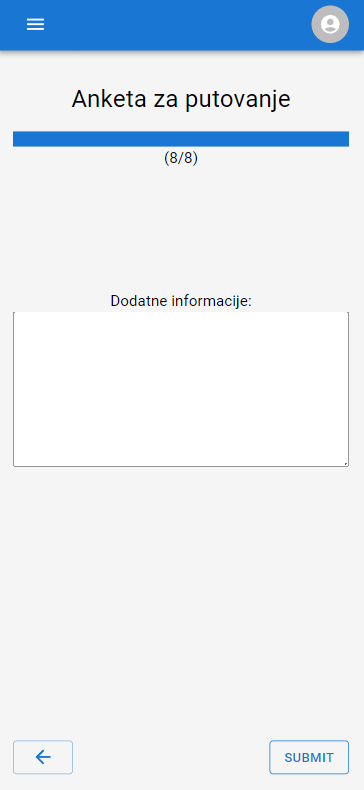 Anketa za putovanje
(8/8)
Dodatne informacije:
SUBMIT